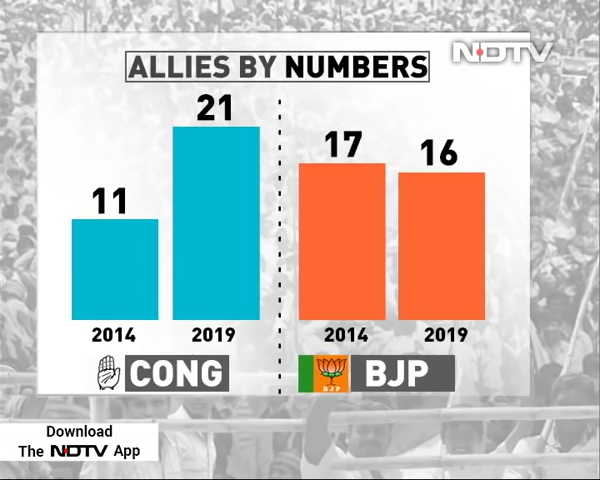 NDTV
ALLIES BY NUMBERS
11
21
17
16
2014
2019
2014
2019
CONG
BJP
BJP
Download
The NDTV App